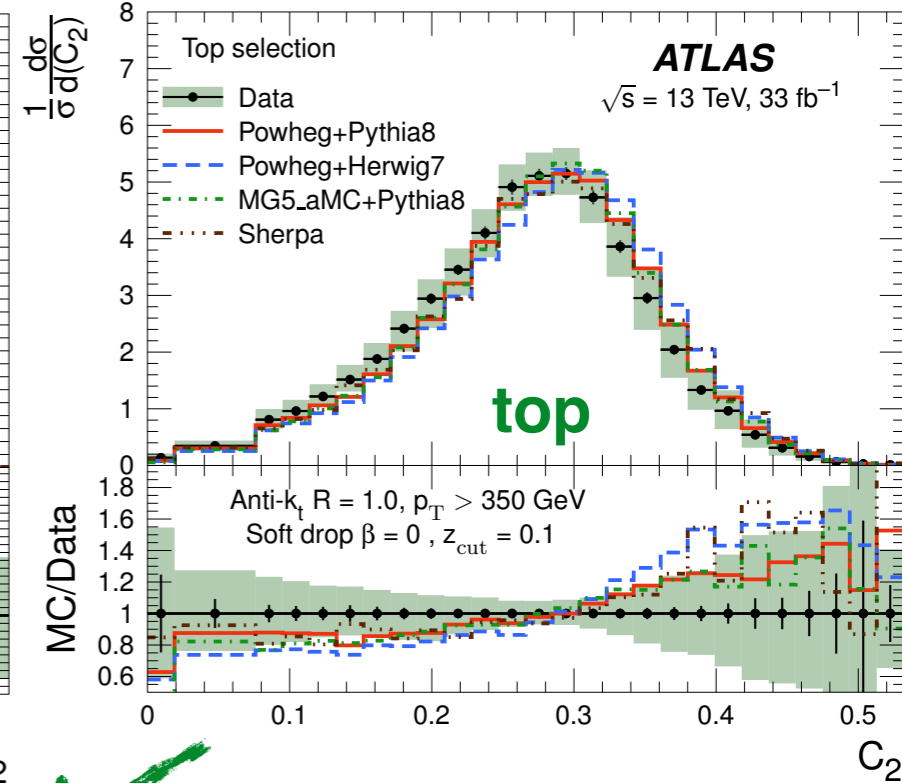 1/σ dσ/d(C₂)
8
7
6
5
4
3
2
1
0
Top selection
Data
Powheg+Pythia8
Powheg+Herwig7
MG5_aMC+Pythia8
Sherpa
ATLAS
√s = 13 TeV, 33 fb⁻¹
top
MC/Data
1.8
1.6
1.4
1.2
1
0.8
0.6
Anti-kₜ R = 1.0, p_T > 350 GeV
Soft drop β = 0 , z_cut = 0.1
0 0.1 0.2 0.3 0.4 0.5
C₂
2